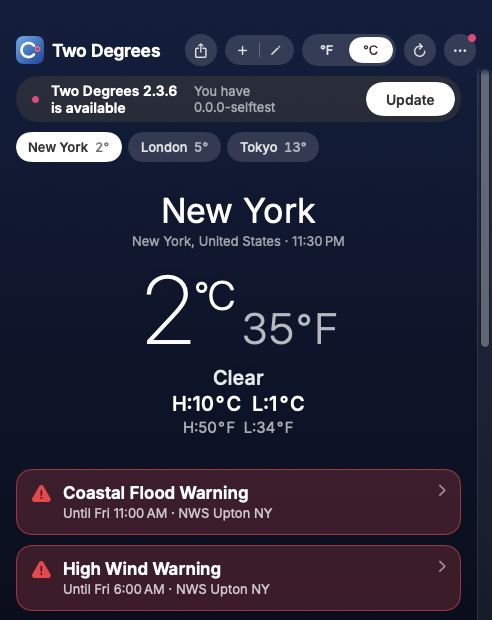 Two Degrees
°F
°C
Two Degrees 2.3.6
is available
You have
0.0.0-selftest
Update
New York 2°
London 5°
Tokyo 13°
New York
New York, United States · 11:30 PM
2°C
35°F
Clear
H:10°C L:1°C
H:50°F L:34°F
Coastal Flood Warning
Until Fri 11:00 AM · NWS Upton NY
High Wind Warning
Until Fri 6:00 AM · NWS Upton NY